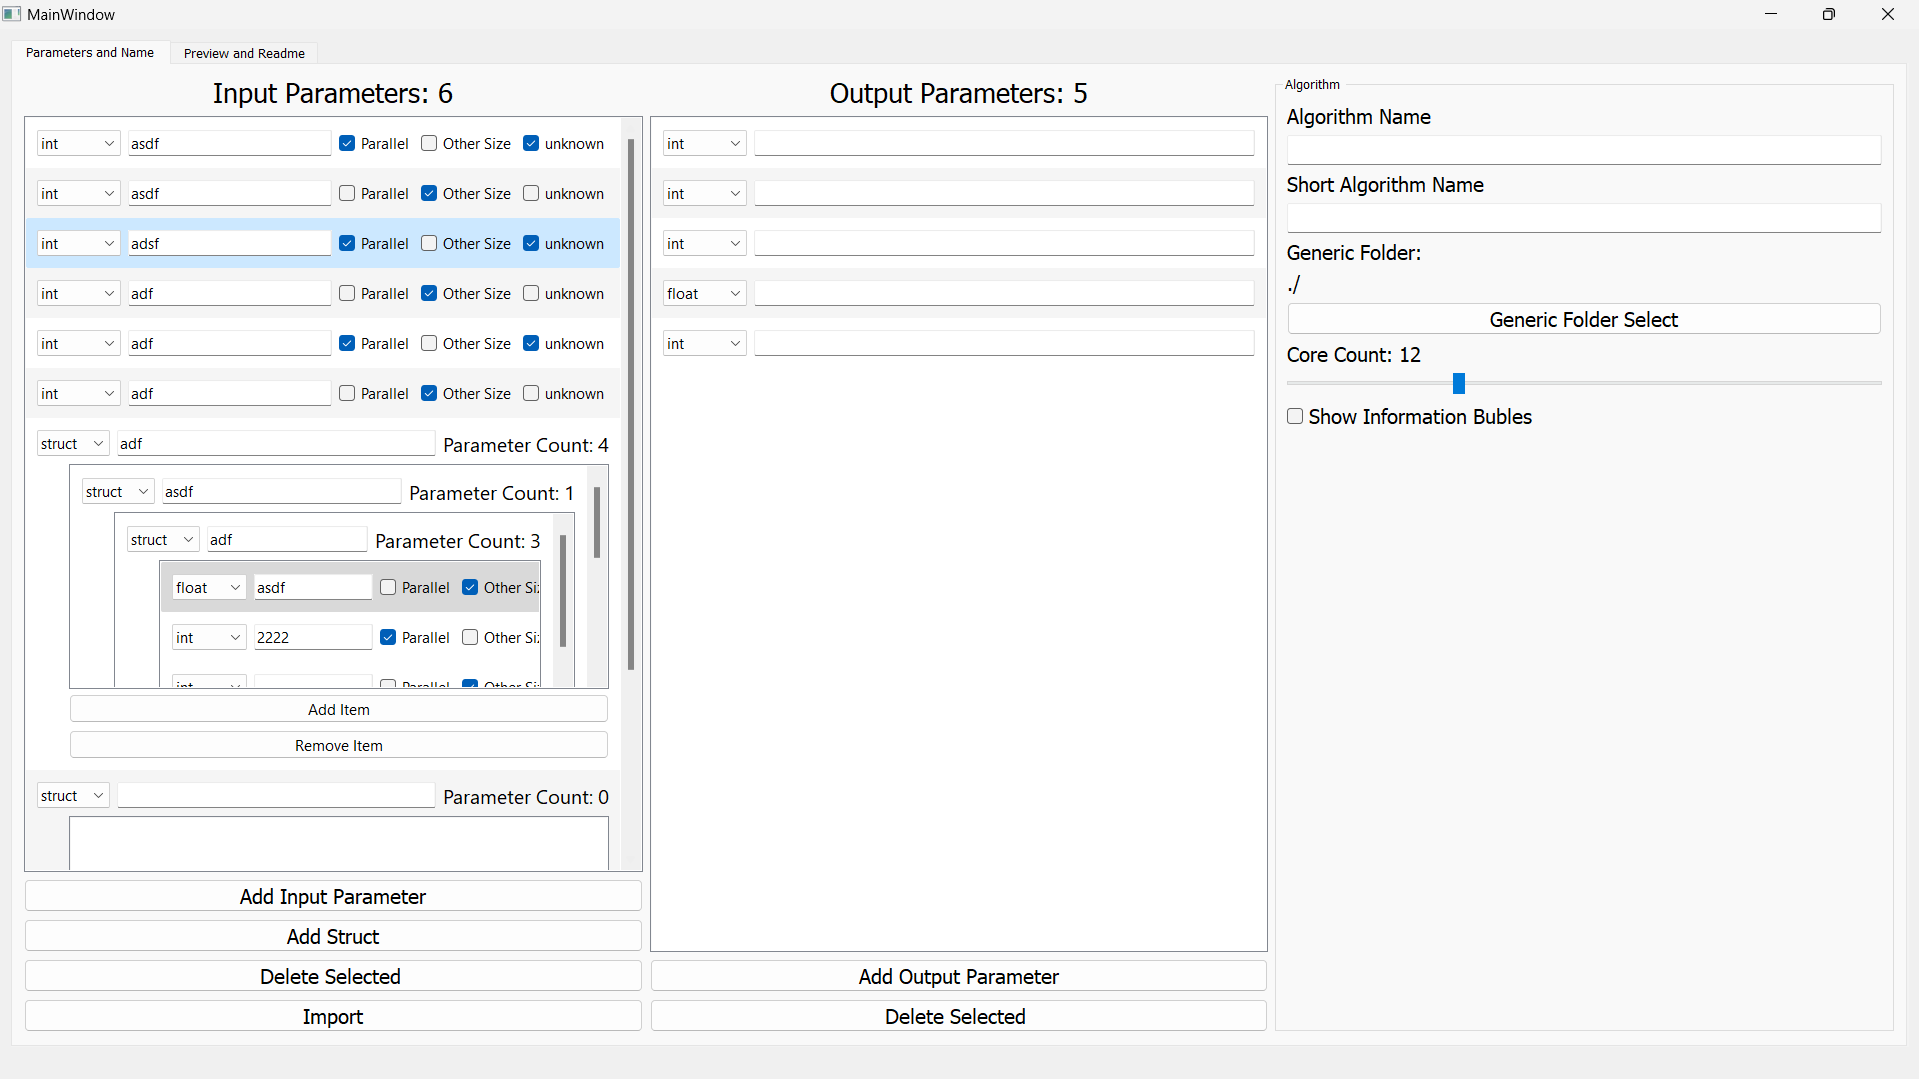 MainWindow
Parameters and Name
Preview and Readme
Input Parameters: 6
int asdf Parallel Other Size unknown
int asdf Parallel Other Size unknown
int adsf Parallel Other Size unknown
int adf Parallel Other Size unknown
int adf Parallel Other Size unknown
int adf Parallel Other Size unknown
struct adf Parameter Count: 4
struct asdf Parameter Count: 1
struct adf Parameter Count: 3
float asdf Parallel Other Si
int 2222 Parallel Other Si
int Parallel Other Si
Add Item
Remove Item
struct Parameter Count: 0
Add Input Parameter
Add Struct
Delete Selected
Import
Output Parameters: 5
int
int
int
float
int
Add Output Parameter
Delete Selected
Algorithm
Algorithm Name
Short Algorithm Name
Generic Folder:
./
Generic Folder Select
Core Count: 12
Show Information Bubles